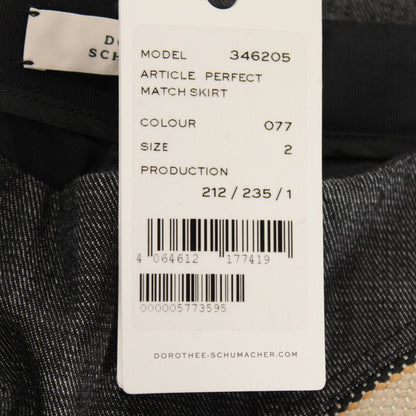 DO
SCH
MODEL 346205
ARTICLE PERFECT
MATCH SKIRT
COLOUR 077
SIZE 2
PRODUCTION
212 / 235 / 1
4 064612 177419
000005773595
DOROTHEE-SCHUMACHER.COM